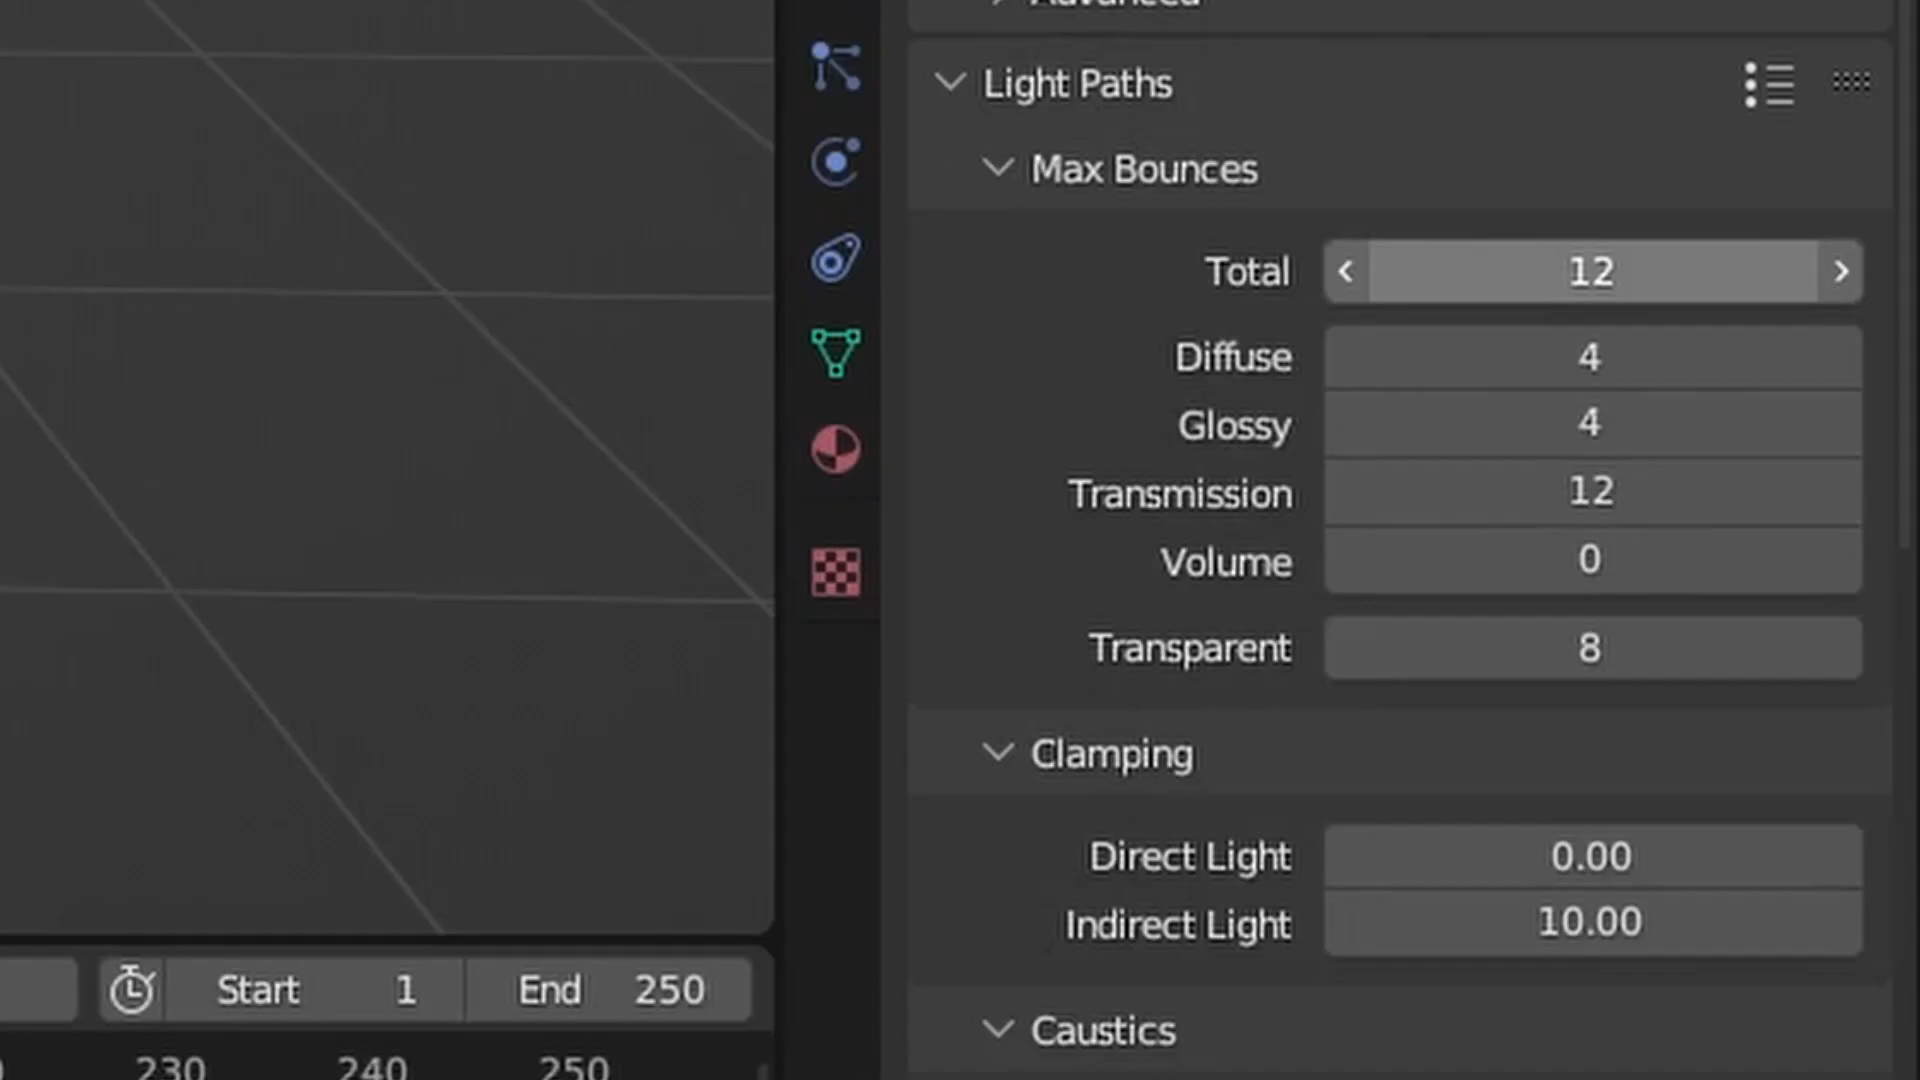 Advanced
Light Paths
Max Bounces
Total 12
Diffuse 4
Glossy 4
Transmission 12
Volume 0
Transparent 8
Clamping
Direct Light 0.00
Indirect Light 10.00
Caustics
Start 1 End 250
230 240 250